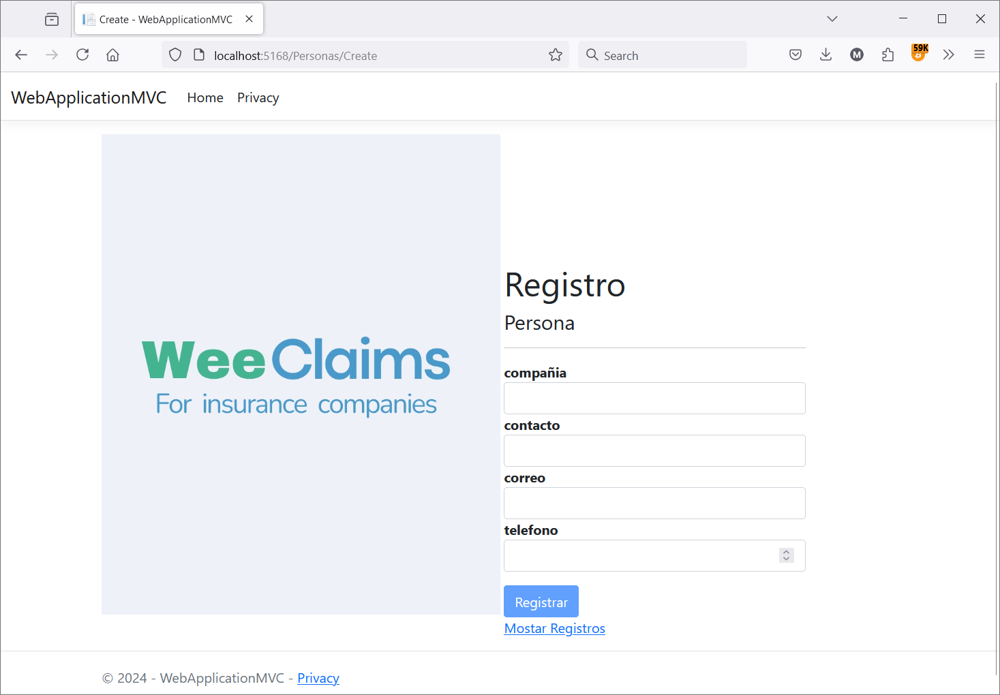 Create - WebApplicationMVC
localhost:5168/Personas/Create
Search
M
59K
WebApplicationMVC
Home
Privacy
WeeClaims
For insurance companies
Registro
Persona
compañia
contacto
correo
telefono
Registrar
Mostar Registros
© 2024 - WebApplicationMVC - Privacy